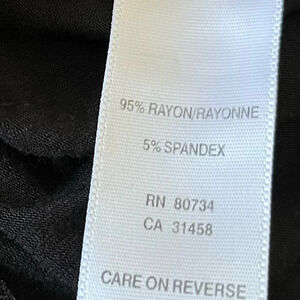 95% RAYON/RAYONNE
5% SPANDEX
RN 80734
CA 31458
CARE ON REVERSE